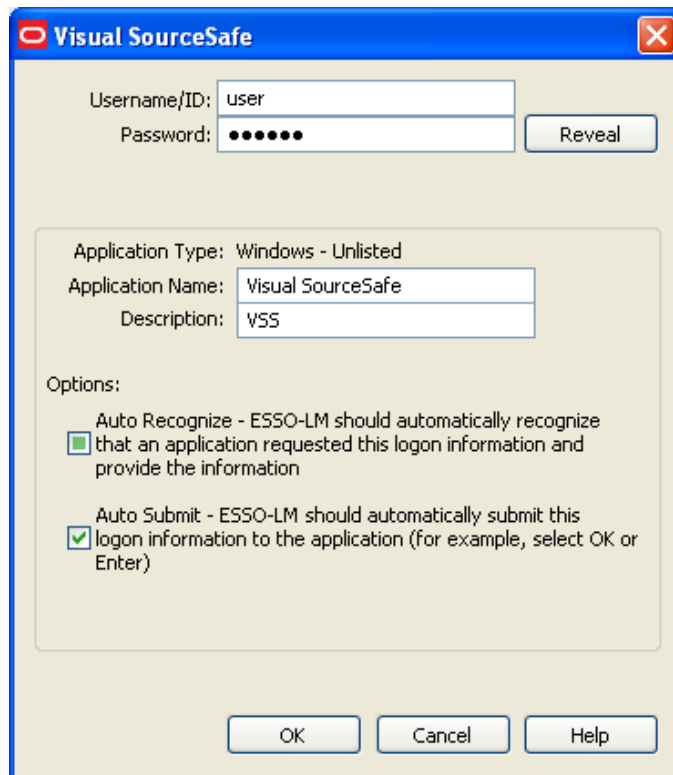 Visual SourceSafe
Username/ID: user
Password: ●●●●●● Reveal
Application Type: Windows - Unlisted
Application Name: Visual SourceSafe
Description: VSS
Options:
Auto Recognize - ESSO-LM should automatically recognize
that an application requested this logon information and
provide the information
Auto Submit - ESSO-LM should automatically submit this
logon information to the application (for example, select OK or
Enter)
OK Cancel Help